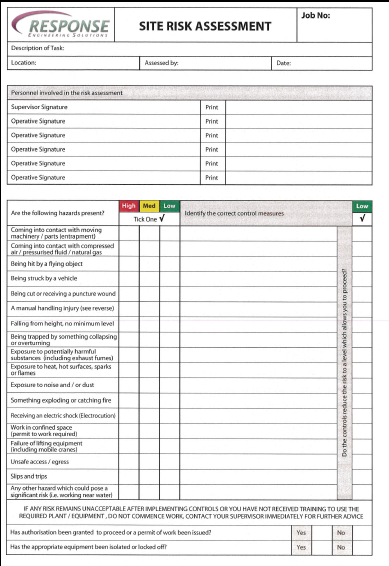 RESPONSE
ENGINEERING SOLUTIONS
SITE RISK ASSESSMENT
Job No:
Description of Task:
Location: Assessed by: Date:
Personnel involved in the risk assessment
Supervisor Signature Print
Operative Signature Print
Operative Signature Print
Operative Signature Print
Operative Signature Print
Operative Signature Print
Are the following hazards present? High Med Low Identify the correct control measures Low
Tick One √ √
Do the controls reduce the risk to a level which allows you to proceed?
Coming into contact with moving
machinery / parts (entrapment)
Coming into contact with compressed
air / pressurised fluid / natural gas
Being hit by a flying object
Being struck by a vehicle
Being cut or receiving a puncture wound
A manual handling injury (see reverse)
Falling from height, no minimum level
Being trapped by something collapsing
or overturning
Exposure to potentially harmful
substances (including exhaust fumes)
Exposure to heat, hot surfaces, sparks
or flames
Exposure to noise and / or dust
Something exploding or catching fire
Receiving an electric shock (Electrocution)
Work in confined space
(permit to work required)
Failure of lifting equipment
(including mobile cranes)
Unsafe access / egress
Slips and trips
Any other hazard which could pose a
significant risk (i.e. working near water)
IF ANY RISK REMAINS UNACCEPTABLE AFTER IMPLEMENTING CONTROLS OR YOU HAVE NOT RECEIVED TRAINING TO USE THE
REQUIRED PLANT / EQUIPMENT , DO NOT COMMENCE WORK, CONTACT YOUR SUPERVISOR IMMEDIATELY FOR FURTHER ADVICE
Has authorisation been granted to proceed or a permit of work been issued? Yes No
Has the appropriate equipment been isolated or locked off? Yes No